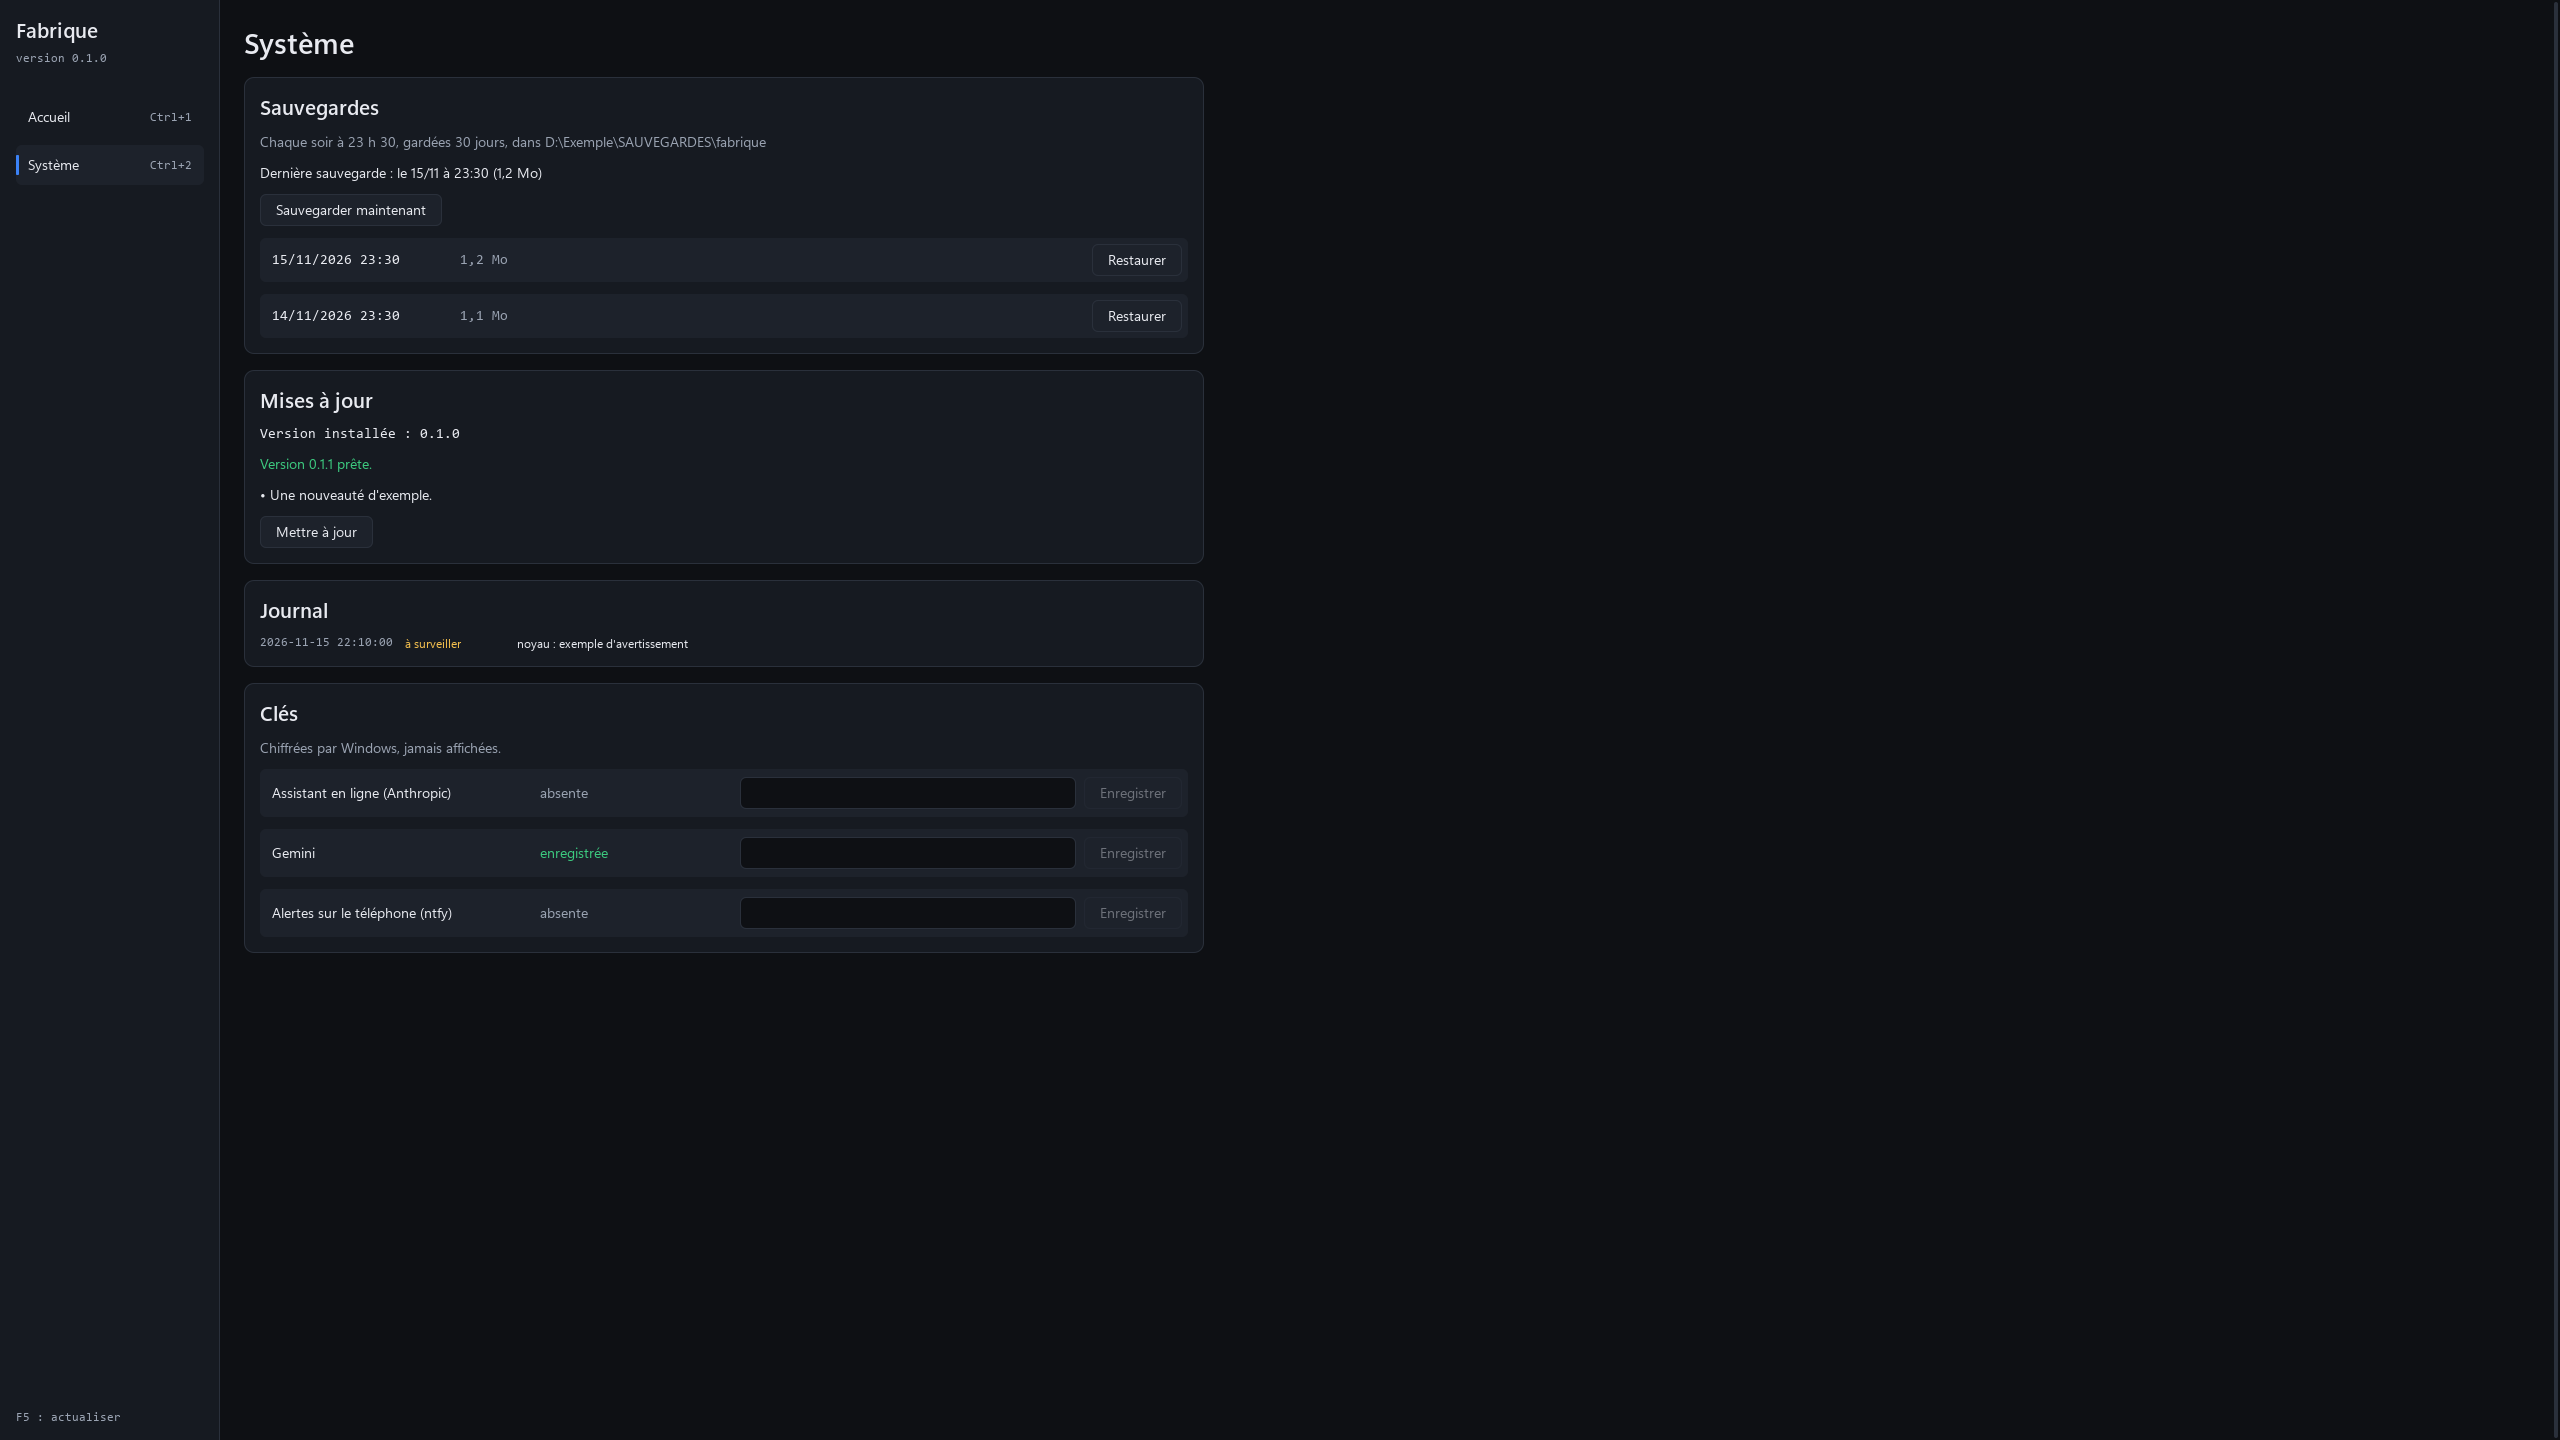 Fabrique
version 0.1.0
Accueil Ctrl+1
Système Ctrl+2
F5 : actualiser
Système
Sauvegardes
Chaque soir à 23 h 30, gardées 30 jours, dans D:\Exemple\SAUVEGARDES\fabrique
Dernière sauvegarde : le 15/11 à 23:30 (1,2 Mo)
Sauvegarder maintenant
15/11/2026 23:30 1,2 Mo Restaurer
14/11/2026 23:30 1,1 Mo Restaurer
Mises à jour
Version installée : 0.1.0
Version 0.1.1 prête.
• Une nouveauté d'exemple.
Mettre à jour
Journal
2026-11-15 22:10:00 à surveiller noyau : exemple d'avertissement
Clés
Chiffrées par Windows, jamais affichées.
Assistant en ligne (Anthropic) absente Enregistrer
Gemini enregistrée Enregistrer
Alertes sur le téléphone (ntfy) absente Enregistrer